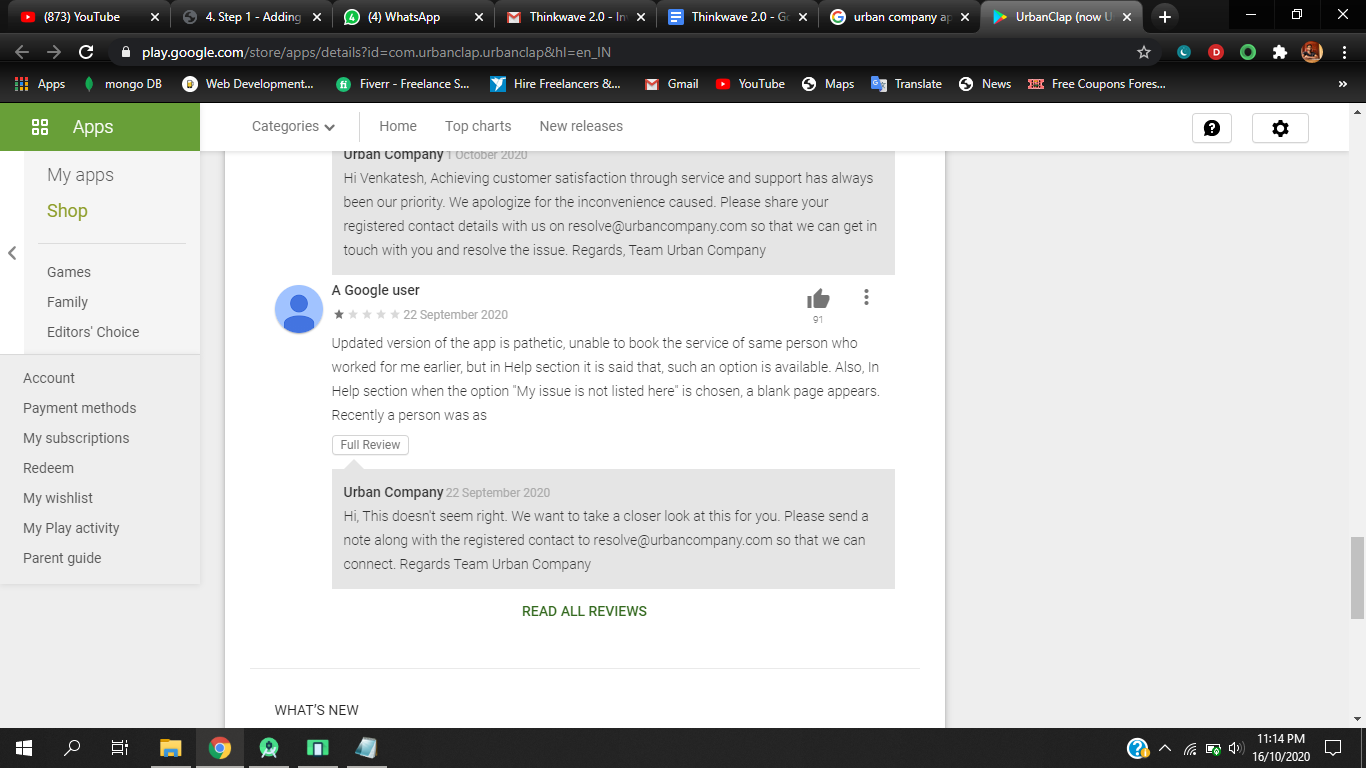 (873) YouTube
4. Step 1 - Adding
(4) WhatsApp
Thinkwave 2.0 - Inv
Thinkwave 2.0 - Go
urban company ap
UrbanClap (now U
play.google.com/store/apps/details?id=com.urbanclap.urbanclap&hl=en_IN
Apps
mongo DB
Web Development...
Fiverr - Freelance S...
Hire Freelancers &...
Gmail
YouTube
Maps
Translate
News
Free Coupons Fores...
»
Apps
Categories
Home
Top charts
New releases
My apps
Shop
Games
Family
Editors' Choice
Account
Payment methods
My subscriptions
Redeem
My wishlist
My Play activity
Parent guide
Urban Company 1 October 2020
Hi Venkatesh, Achieving customer satisfaction through service and support has always
been our priority. We apologize for the inconvenience caused. Please share your
registered contact details with us on resolve@urbancompany.com so that we can get in
touch with you and resolve the issue. Regards, Team Urban Company
A Google user
22 September 2020
91
Updated version of the app is pathetic, unable to book the service of same person who
worked for me earlier, but in Help section it is said that, such an option is available. Also, In
Help section when the option "My issue is not listed here" is chosen, a blank page appears.
Recently a person was as
Full Review
Urban Company 22 September 2020
Hi, This doesn't seem right. We want to take a closer look at this for you. Please send a
note along with the registered contact to resolve@urbancompany.com so that we can
connect. Regards Team Urban Company
READ ALL REVIEWS
WHAT'S NEW
11:14 PM
16/10/2020